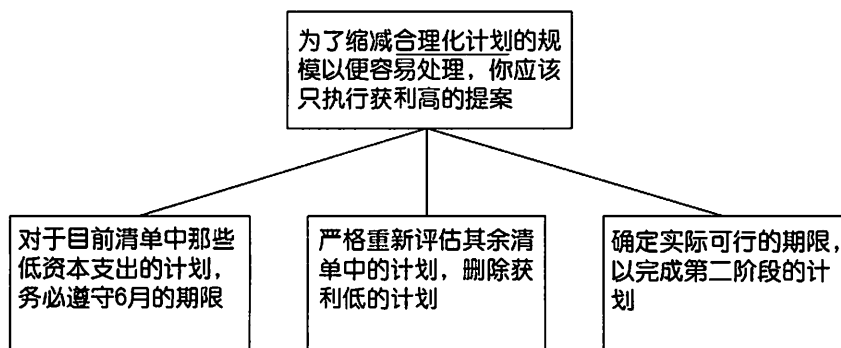 为了缩减合理化计划的规
模以便容易处理，你应该
只执行获利高的提案
对于目前清单中那些
低资本支出的计划，
务必遵守6月的期限
严格重新评估其余清
单中的计划，删除获
利低的计划
确定实际可行的期限，
以完成第二阶段的计
划